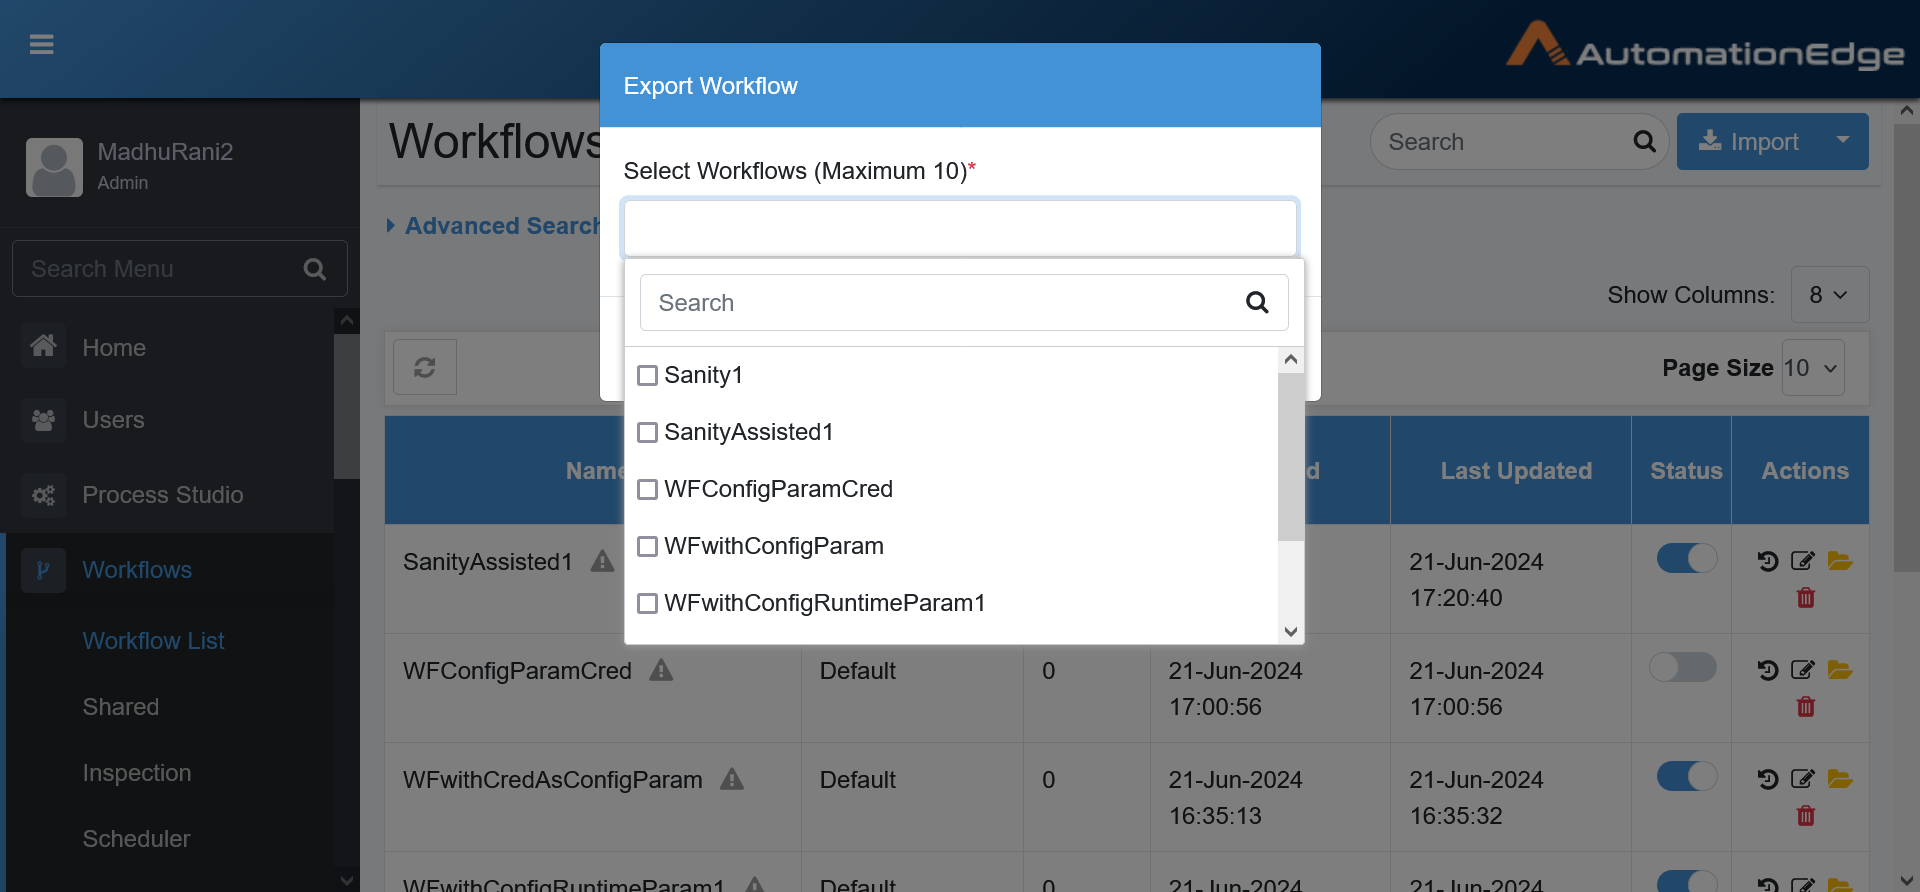 AutomationEdge
Export Workflow
MadhuRani2
Admin
Search Menu
Home
Users
Process Studio
Workflows
Workflow List
Shared
Inspection
Scheduler
Workflows
Search
Import
Advanced Search
Select Workflows (Maximum 10)*
Search
Sanity1
SanityAssisted1
WFConfigParamCred
WFwithConfigParam
WFwithConfigRuntimeParam1
Show Columns: 8
Page Size 10
Name d Last Updated Status Actions
SanityAssisted1 21-Jun-2024
17:20:40
WFConfigParamCred Default 0 21-Jun-2024 21-Jun-2024
17:00:56 17:00:56
WFwithCredAsConfigParam Default 0 21-Jun-2024 21-Jun-2024
16:35:13 16:35:32
WFwithConfigRuntimeParam1 Default 0 21-Jun-2024 21-Jun-2024